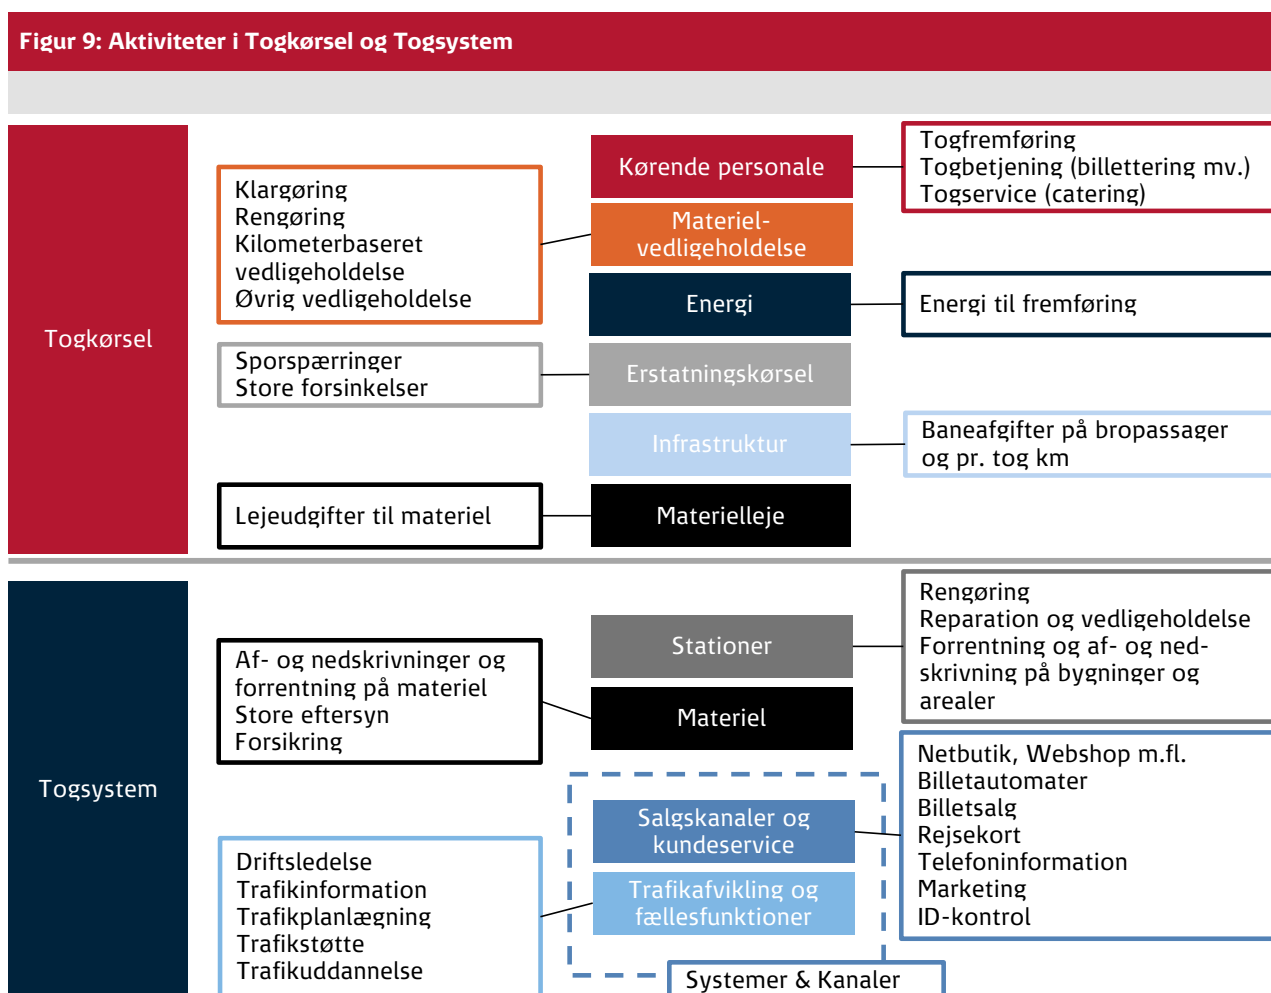 Figur 9: Aktiviteter i Togkørsel og Togsystem
Togkørsel
Kørende personale
Togfremføring
Togbetjening (billettering mv.)
Togservice (catering)
Klargøring
Rengøring
Kilometerbaseret
vedligeholdelse
Øvrig vedligeholdelse
Materiel-
vedligeholdelse
Energi
Energi til fremføring
Sporspærringer
Store forsinkelser
Erstatningskørsel
Infrastruktur
Baneafgifter på bropassager
og pr. tog km
Lejeudgifter til materiel
Materielleje
Togsystem
Stationer
Rengøring
Reparation og vedligeholdelse
Forrentning og af- og ned-
skrivning på bygninger og
arealer
Af- og nedskrivninger og
forrentning på materiel
Store eftersyn
Forsikring
Materiel
Salgskanaler og
kundeservice
Netbutik, Webshop m.fl.
Billetautomater
Billetsalg
Rejsekort
Telefoninformation
Marketing
ID-kontrol
Driftsledelse
Trafikinformation
Trafikplanlægning
Trafikstøtte
Trafikuddannelse
Trafikafvikling og
fællesfunktioner
Systemer & Kanaler